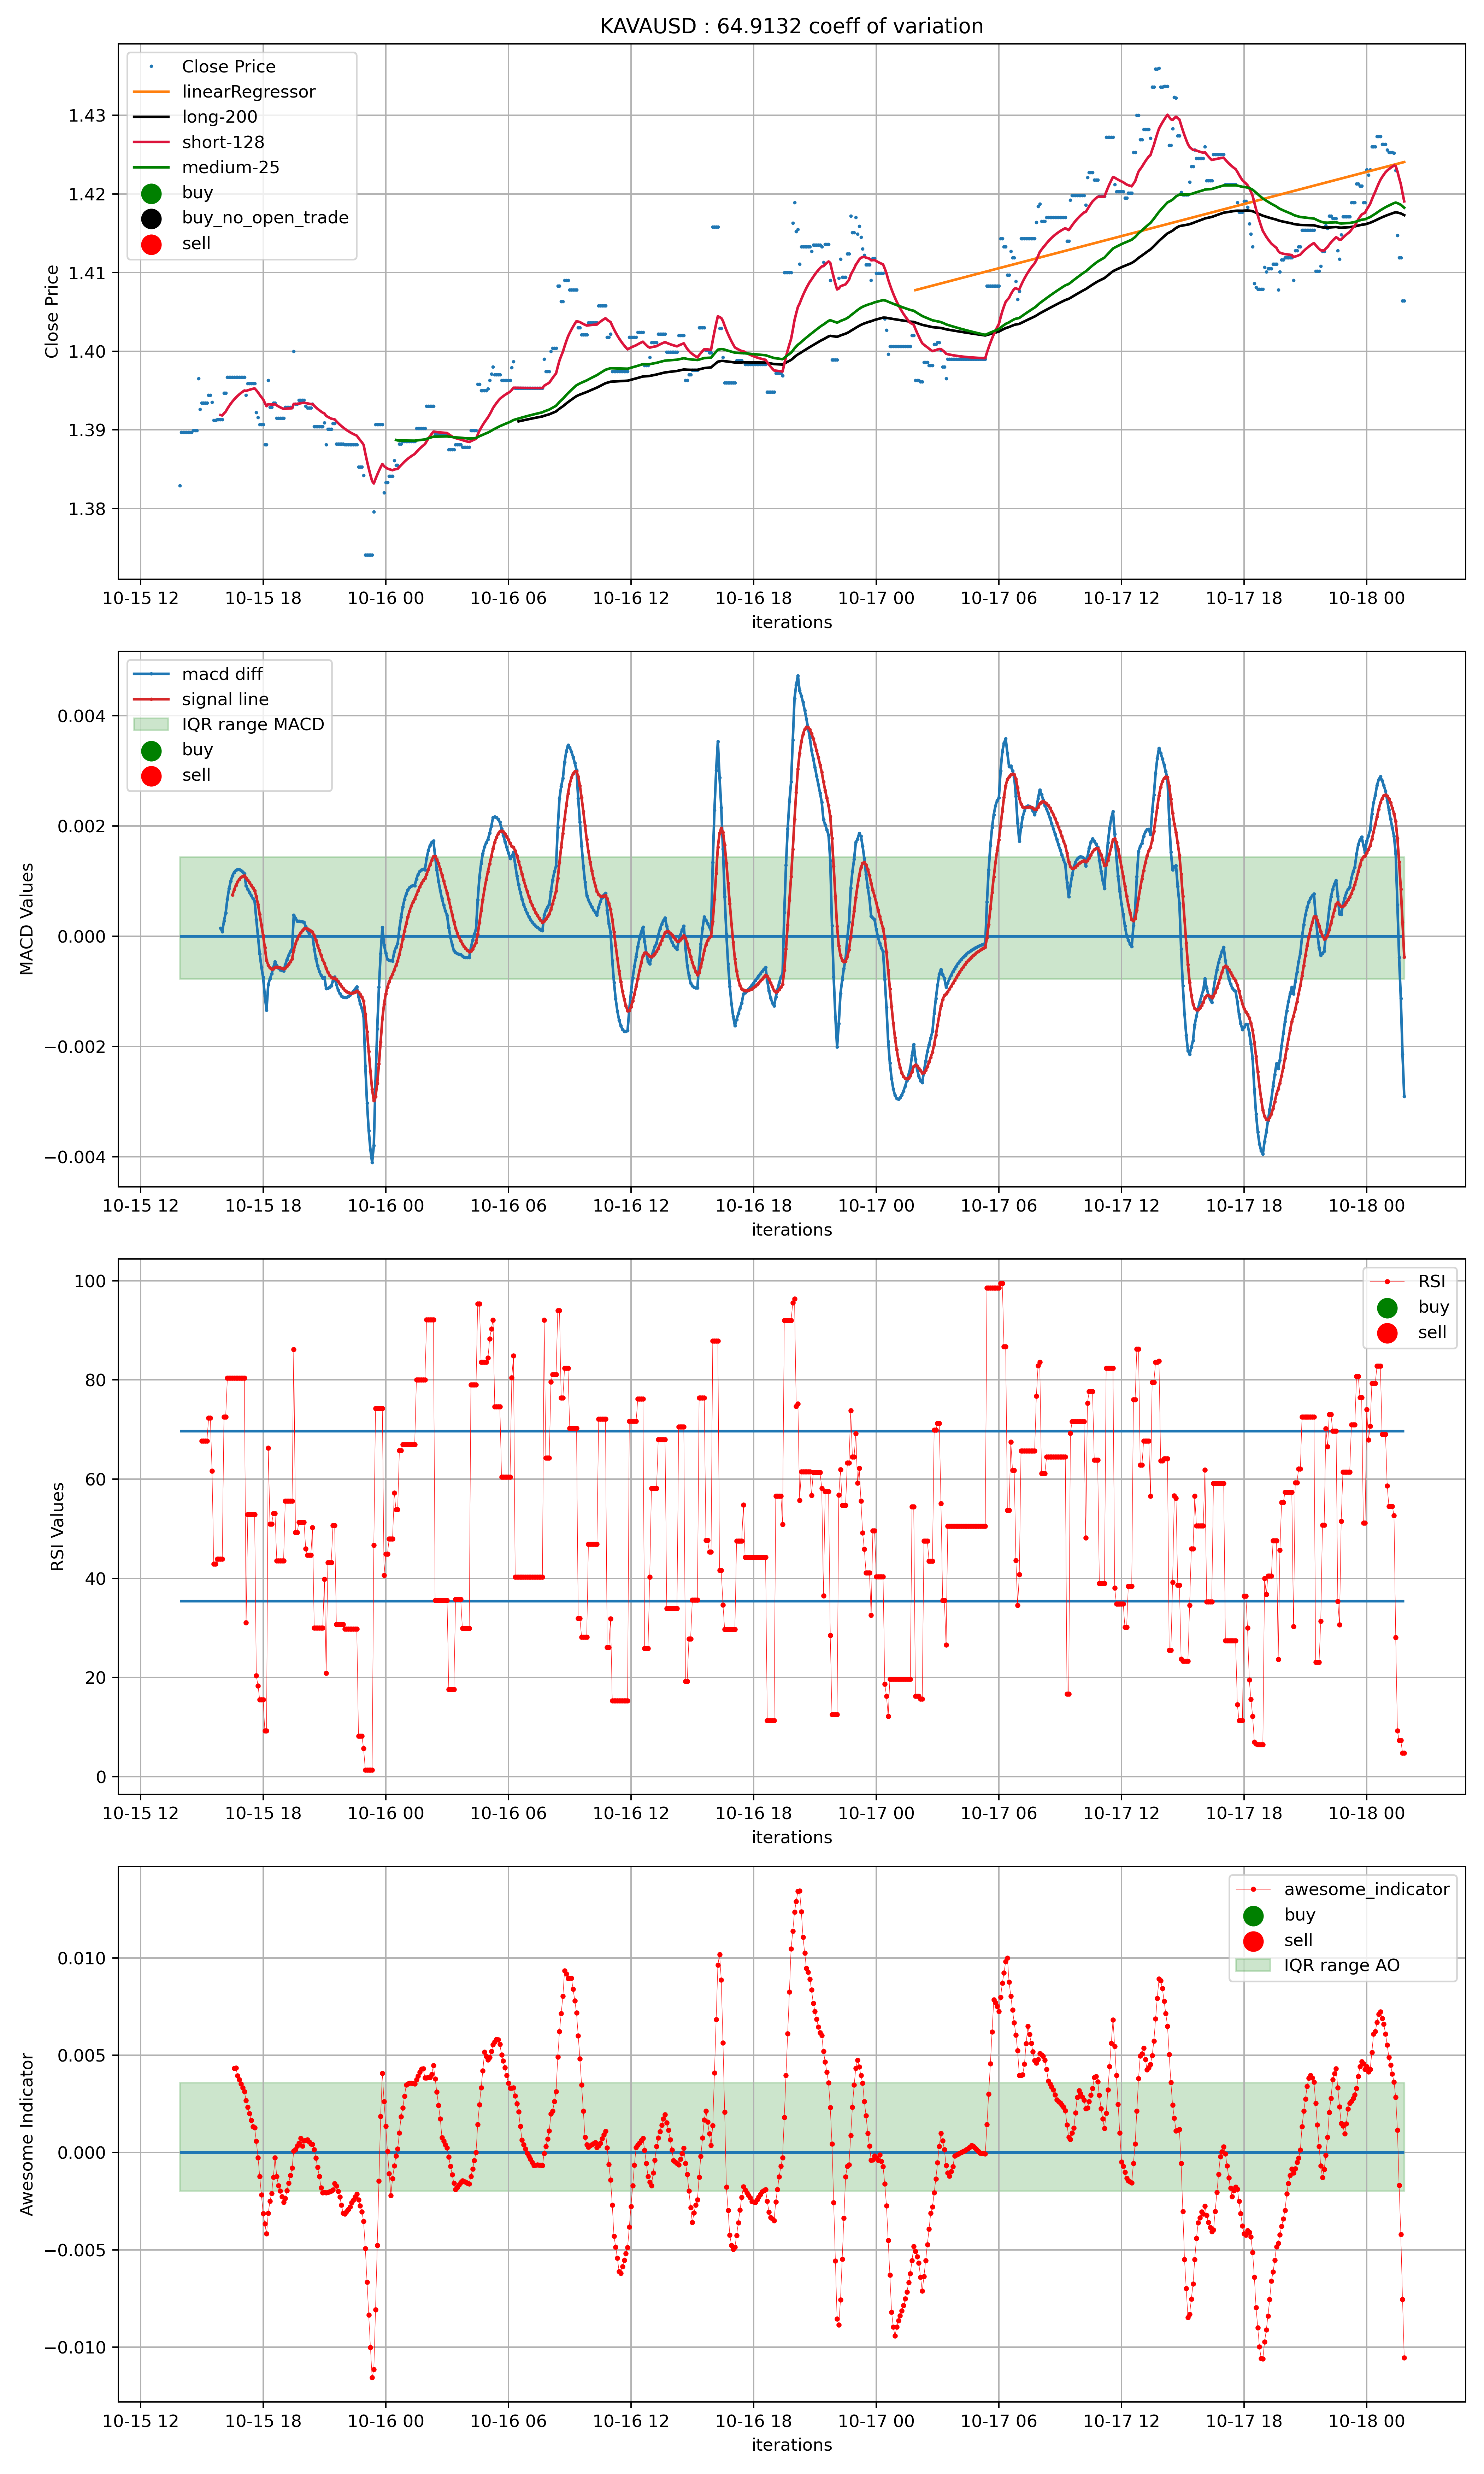 KAVAUSD : 64.9132 coeff of variation
Close Price
linearRegressor
long-200
short-128
medium-25
buy
buy_no_open_trade
sell
Close Price
1.43
1.42
1.41
1.40
1.39
1.38
10-15 12 10-15 18 10-16 00 10-16 06 10-16 12 10-16 18 10-17 00 10-17 06 10-17 12 10-17 18 10-18 00
iterations
macd diff
signal line
IQR range MACD
buy
sell
MACD Values
0.004
0.002
0.000
−0.002
−0.004
10-15 12 10-15 18 10-16 00 10-16 06 10-16 12 10-16 18 10-17 00 10-17 06 10-17 12 10-17 18 10-18 00
iterations
RSI
buy
sell
RSI Values
100
80
60
40
20
0
10-15 12 10-15 18 10-16 00 10-16 06 10-16 12 10-16 18 10-17 00 10-17 06 10-17 12 10-17 18 10-18 00
iterations
awesome_indicator
buy
sell
IQR range AO
Awesome Indicator
0.010
0.005
0.000
−0.005
−0.010
10-15 12 10-15 18 10-16 00 10-16 06 10-16 12 10-16 18 10-17 00 10-17 06 10-17 12 10-17 18 10-18 00
iterations